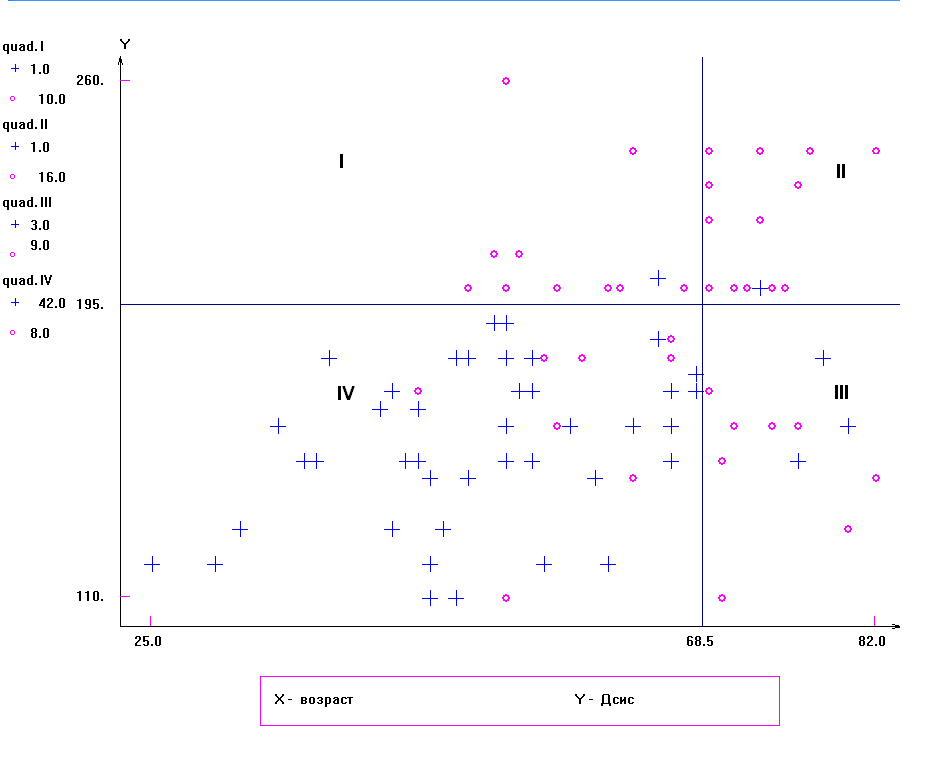 Y
quad. I
+ 1.0
○ 10.0
quad. II
+ 1.0
○ 16.0
quad. III
+ 3.0
○ 9.0
quad. IV
+ 42.0
○ 8.0
260.
195.
110.
I
II
IV
III
25.0 68.5 82.0
X - возраст Y - Дсис